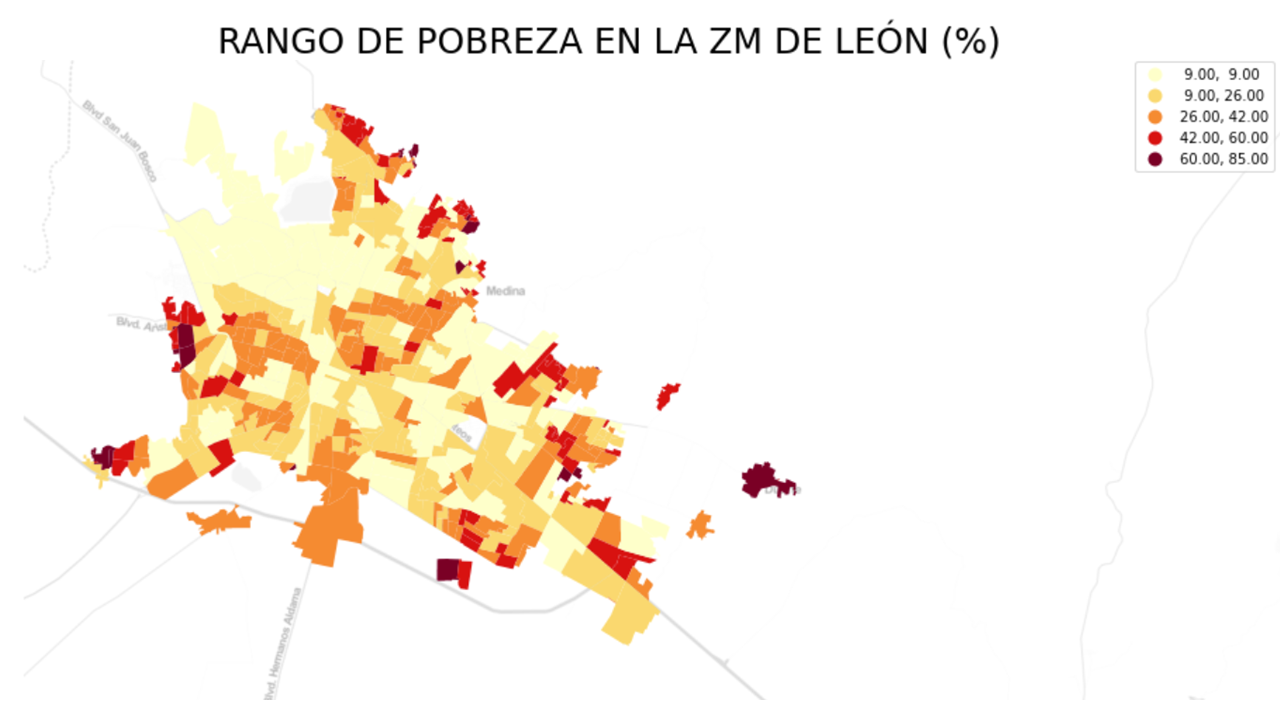 RANGO DE POBREZA EN LA ZM DE LEÓN (%)
9.00, 9.00
9.00, 26.00
26.00, 42.00
42.00, 60.00
60.00, 85.00
Blvd San Juan Bosco
Medina
Blvd.
Blvd. Hermanos Aldama